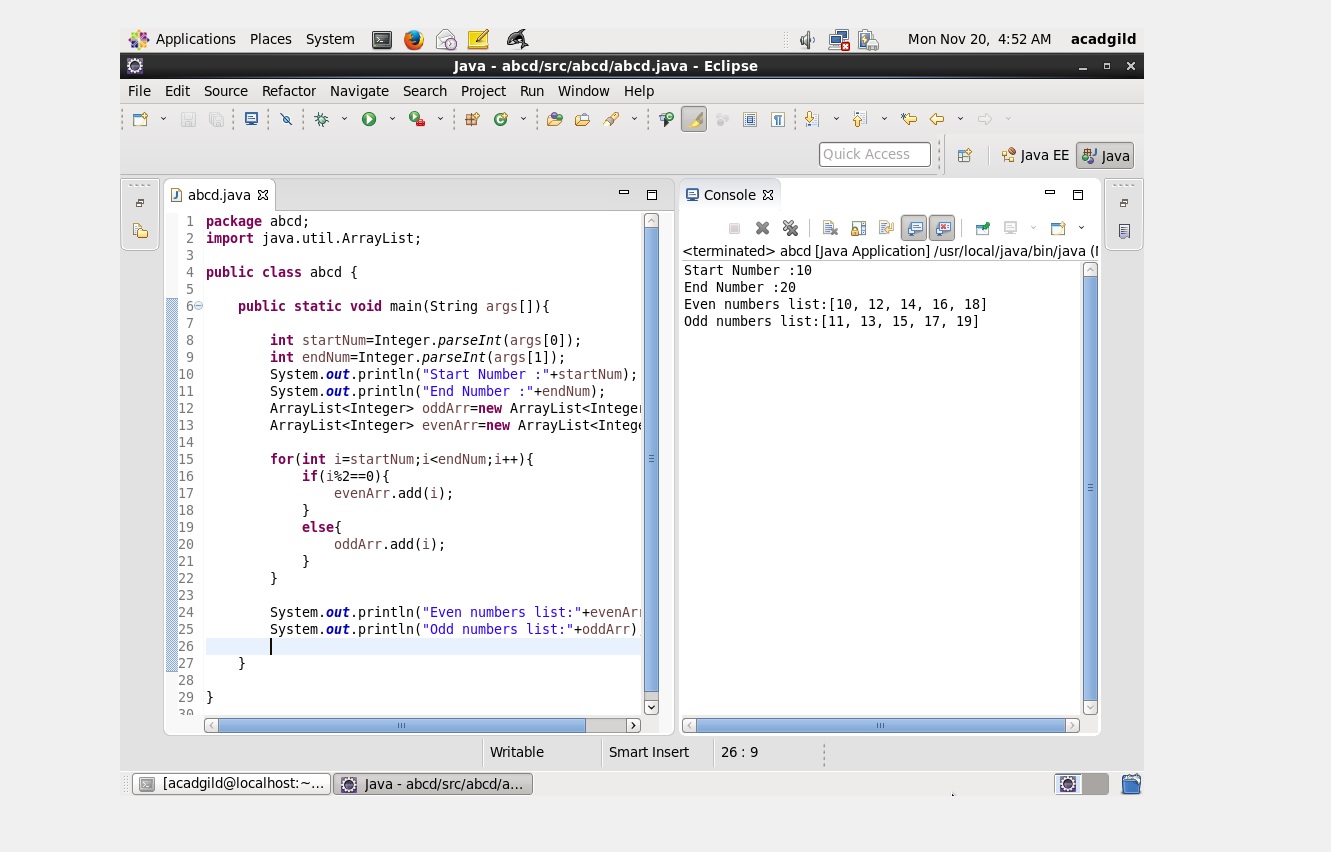 Applications Places System Mon Nov 20, 4:52 AM acadgild
Java - abcd/src/abcd/abcd.java - Eclipse
File Edit Source Refactor Navigate Search Project Run Window Help
Quick Access Java EE Java
abcd.java
1 package abcd;
2 import java.util.ArrayList;
3
4 public class abcd {
5
6 public static void main(String args[]){
7
8 int startNum=Integer.parseInt(args[0]);
9 int endNum=Integer.parseInt(args[1]);
10 System.out.println("Start Number :"+startNum);
11 System.out.println("End Number :"+endNum);
12 ArrayList<Integer> oddArr=new ArrayList<Integer
13 ArrayList<Integer> evenArr=new ArrayList<Intege
14
15 for(int i=startNum;i<endNum;i++){
16 if(i%2==0){
17 evenArr.add(i);
18 }
19 else{
20 oddArr.add(i);
21 }
22 }
23
24 System.out.println("Even numbers list:"+evenArr
25 System.out.println("Odd numbers list:"+oddArr)
26
27 }
28
29 }
30
Console
<terminated> abcd [Java Application] /usr/local/java/bin/java (
Start Number :10
End Number :20
Even numbers list:[10, 12, 14, 16, 18]
Odd numbers list:[11, 13, 15, 17, 19]
Writable Smart Insert 26 : 9
[acadgild@localhost:~... Java - abcd/src/abcd/a...